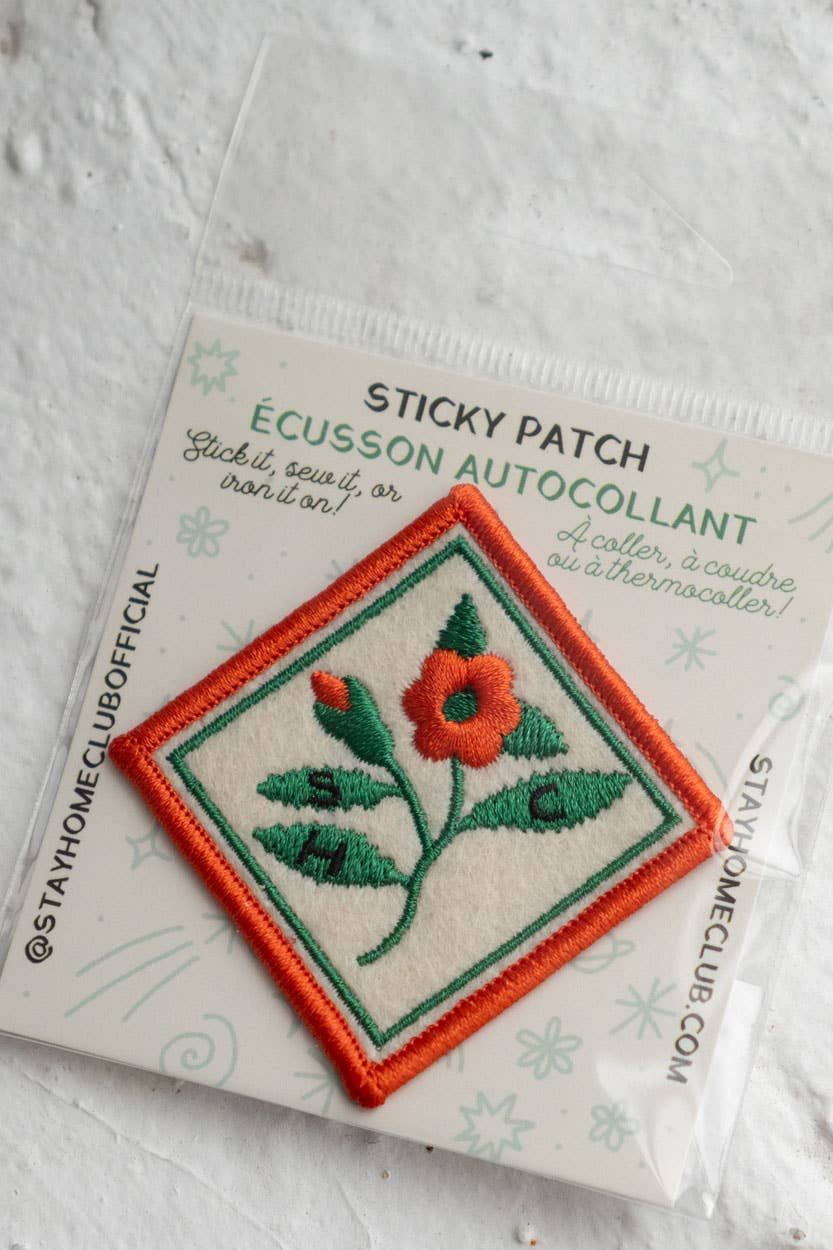 STICKY PATCH
ÉCUSSON AUTOCOLLANT
Stick it, sew it, or
iron it on!
À coller, à coudre
ou à thermocoller!
@STAYHOMECLUBOFFICIAL
STAYHOMECLUB.COM
S
H
C